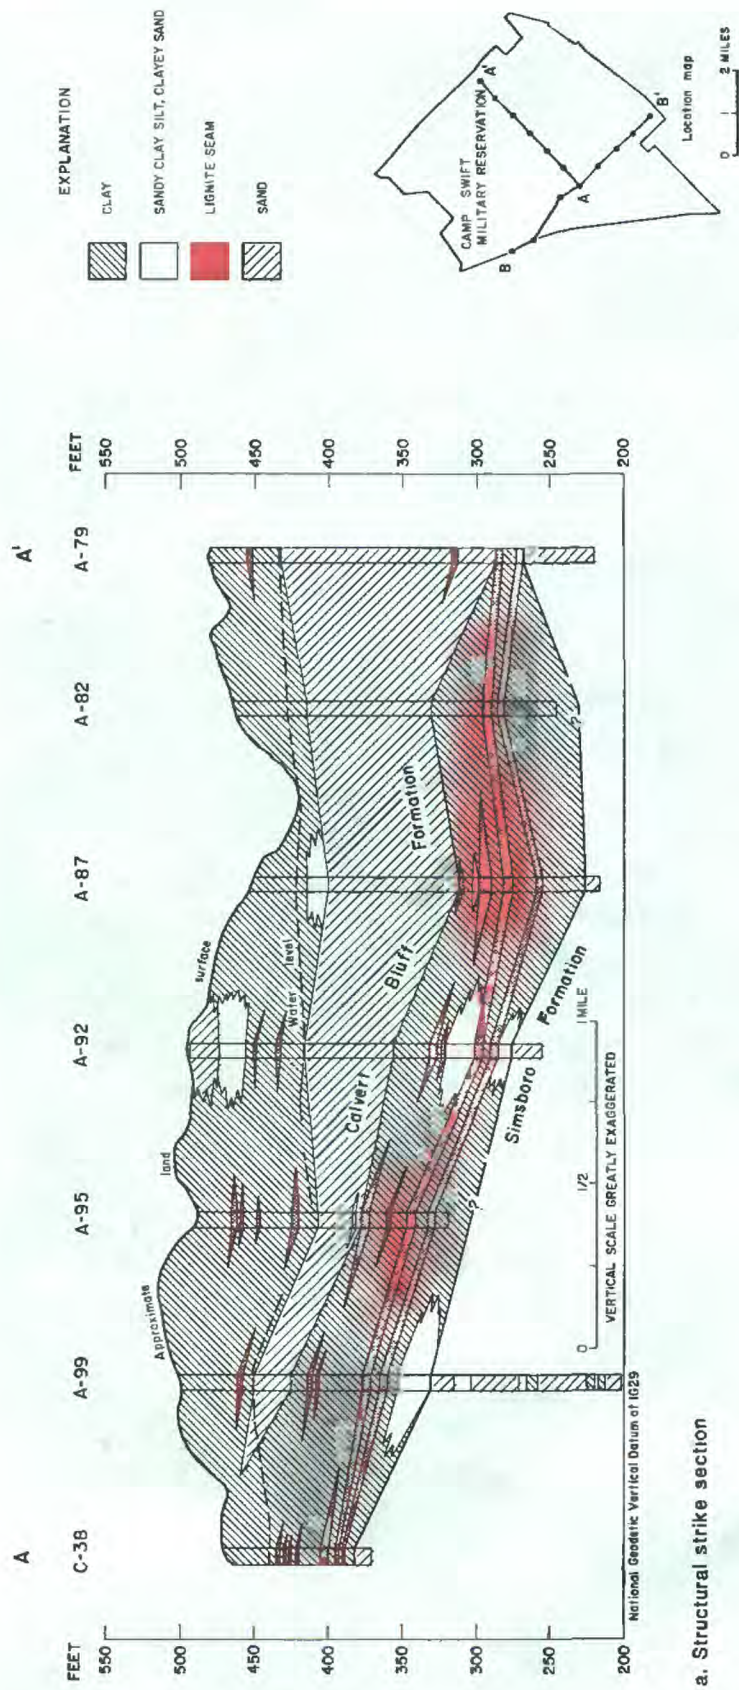 A
A'
FEET
C-38
A-99
A-95
A-92
A-87
A-82
A-79
FEET
550
500
450
400
350
300
250
200
550
500
450
400
350
300
250
200
Approximate
land
surface
Water level
Calvert
Bluff
Formation
Simsboro
Formation
?
?
0
1/2
1 MILE
VERTICAL SCALE GREATLY EXAGGERATED
National Geodetic Vertical Datum of 1G29
a. Structural strike section
EXPLANATION
CLAY
SANDY CLAY SILT, CLAYEY SAND
LIGNITE SEAM
SAND
CAMP SWIFT
MILITARY RESERVATION
A'
B
A
B'
Location map
0
1
2 MILES